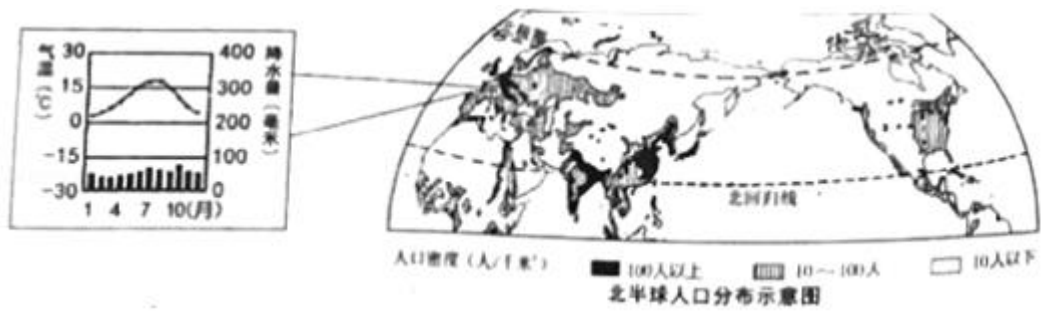 气温(℃)
30
15
0
-15
-30
降水量(毫米)
400
300
200
100
0
1 4 7 10(月)
北极圈
北回归线
人口密度(人/千米²)
100人以上
10～100人
10人以下
北半球人口分布示意图